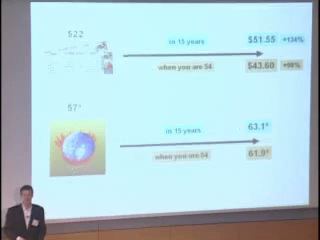 $22
in 15 years
$51.55
+134%
when you are 54
$43.60
+98%
57°
in 15 years
63.1°
when you are 54
61.9°